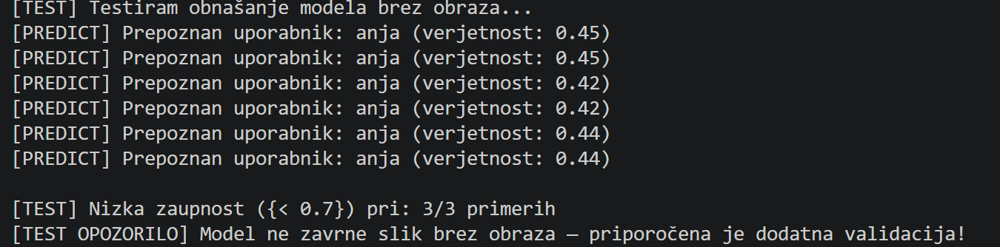 [TEST] Testiram obnašanje modela brez obraza...
[PREDICT] Prepoznan uporabnik: anja (verjetnost: 0.45)
[PREDICT] Prepoznan uporabnik: anja (verjetnost: 0.45)
[PREDICT] Prepoznan uporabnik: anja (verjetnost: 0.42)
[PREDICT] Prepoznan uporabnik: anja (verjetnost: 0.42)
[PREDICT] Prepoznan uporabnik: anja (verjetnost: 0.44)
[PREDICT] Prepoznan uporabnik: anja (verjetnost: 0.44)
[TEST] Nizka zaupnost ({< 0.7}) pri: 3/3 primerih
[TEST OPOZORILO] Model ne zavrne slik brez obraza – priporočena je dodatna validacija!